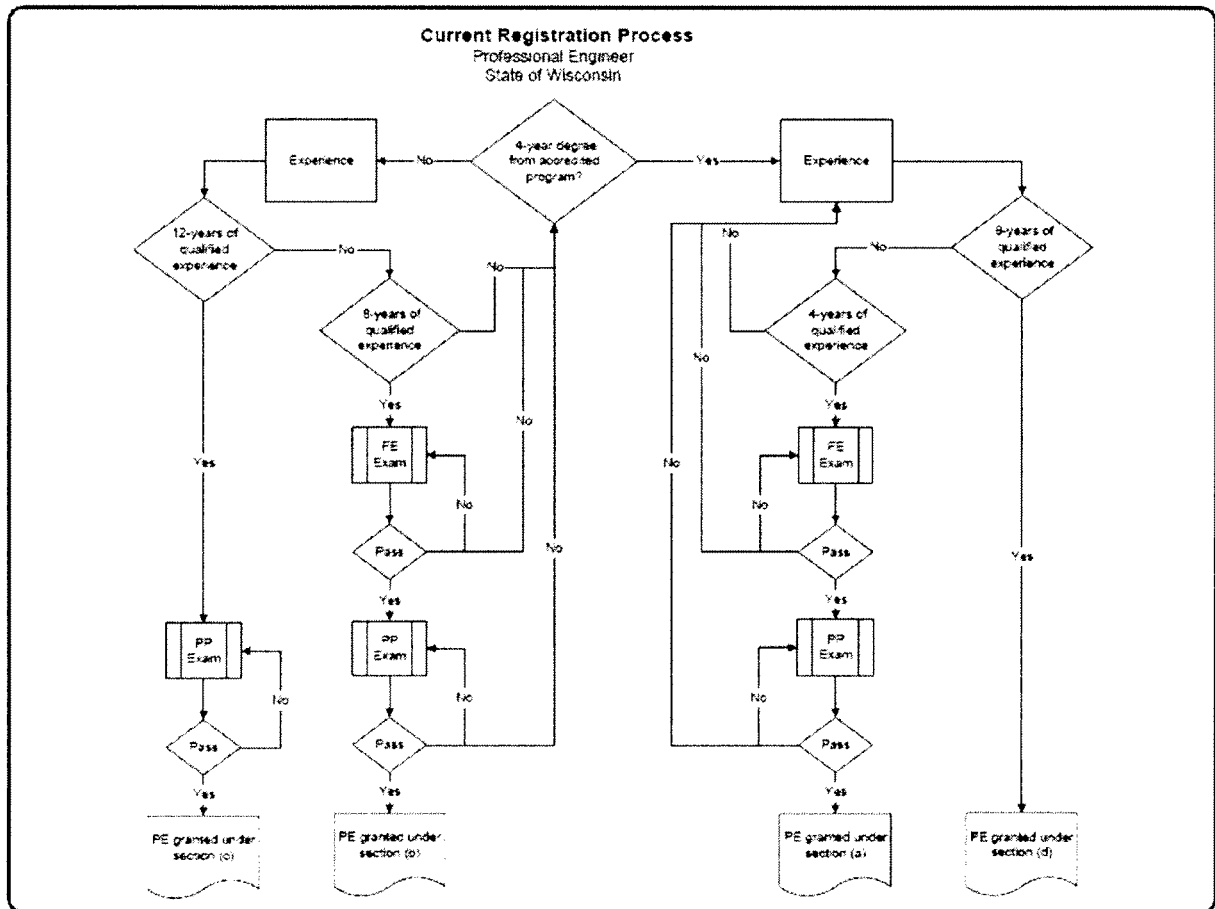 Current Registration Process
Professional Engineer
State of Wisconsin
4-year degree
from accredited
program?
No
Yes
Experience
Experience
12-years of
qualified
experience
No
Yes
8-years of
qualified
experience
No
Yes
FE
Exam
No
No
Pass
Yes
PP
Exam
No
No
Pass
Yes
PE granted under
section (b)
PP
Exam
No
Pass
Yes
PE granted under
section (c)
8-years of
qualified
experience
No
Yes
4-years of
qualified
experience
No
Yes
FE
Exam
No
No
Pass
Yes
PP
Exam
No
No
Pass
Yes
PE granted under
section (a)
PE granted under
section (d)